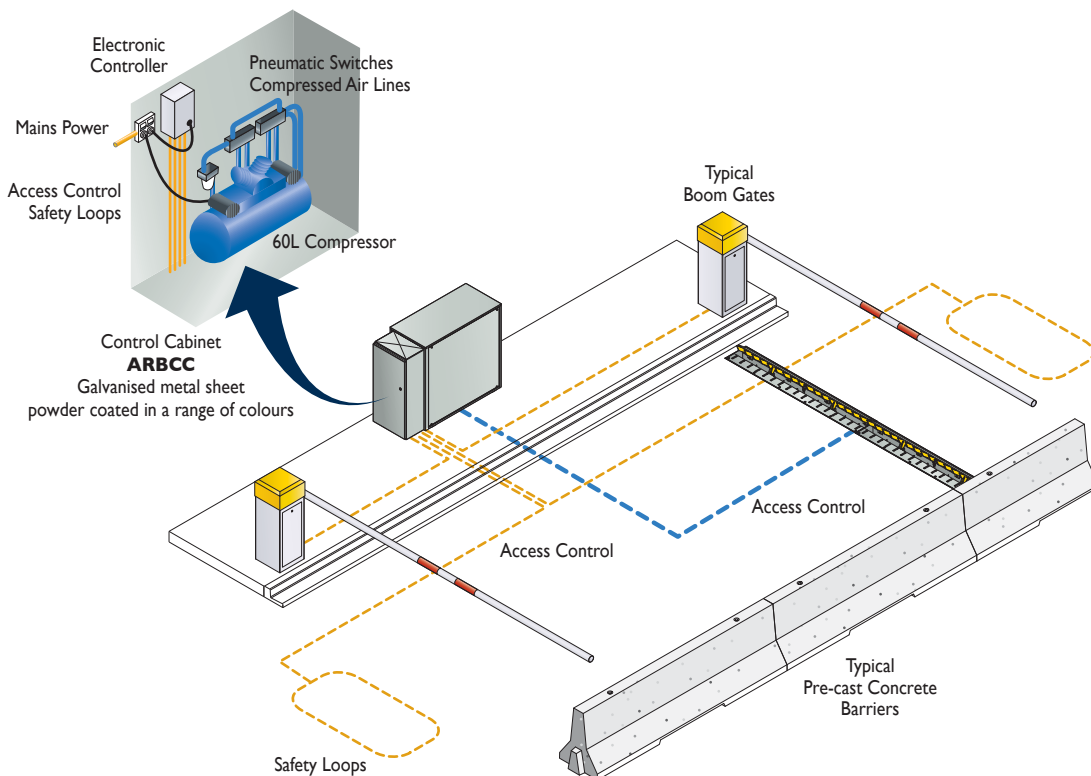 Electronic
Controller
Pneumatic Switches
Compressed Air Lines
Mains Power
Access Control
Safety Loops
60L Compressor
Typical
Boom Gates
Control Cabinet
ARBCC
Galvanised metal sheet
powder coated in a range of colours
Access Control
Access Control
Typical
Pre-cast Concrete
Barriers
Safety Loops